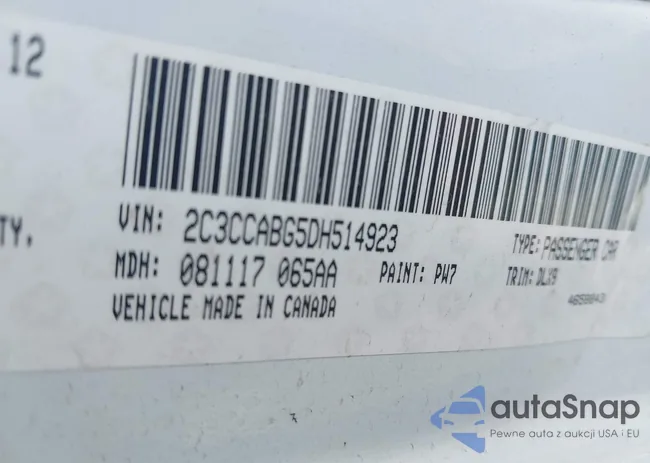 12
TY.
VIN: 2C3CCABG5DH514923 TYPE: PASSENGER CAR
MDH: 081117 065AA PAINT: PW7 TRIM: DLX9
VEHICLE MADE IN CANADA
autaSnap
Pewne auta z aukcji USA i EU